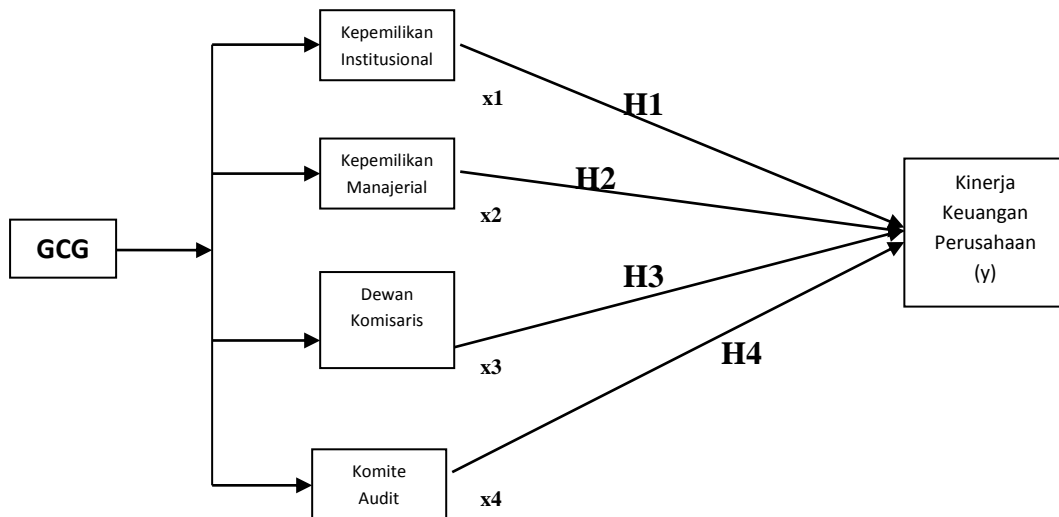 GCG
Kepemilikan
Institusional
x1
Kepemilikan
Manajerial
x2
Dewan
Komisaris
x3
Komite
Audit
x4
H1
H2
H3
H4
Kinerja
Keuangan
Perusahaan
(y)